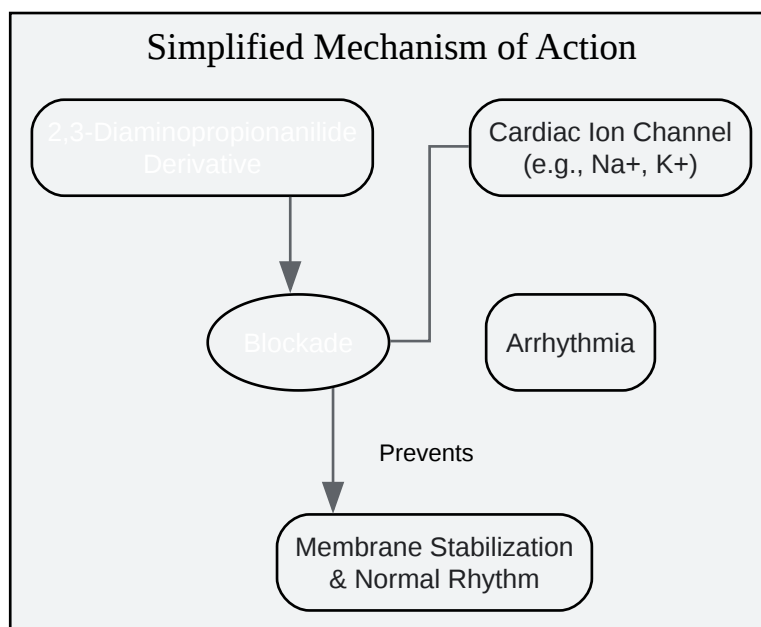 Simplified Mechanism of Action
2,3-Diaminopropionanilide
Derivative
Cardiac Ion Channel
(e.g., Na+, K+)
Blockade
Arrhythmia
Prevents
Membrane Stabilization
& Normal Rhythm